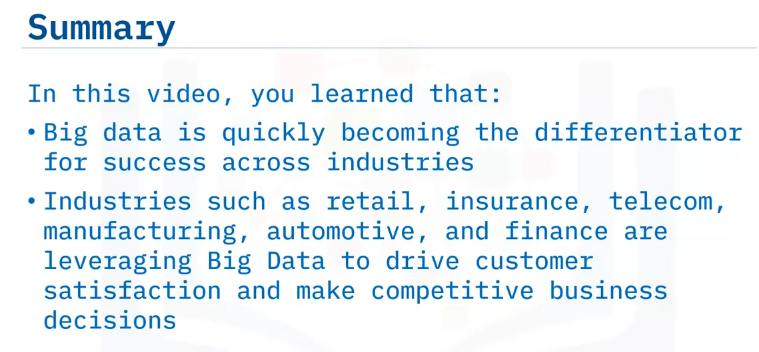 Summary
In this video, you learned that:
• Big data is quickly becoming the differentiator
for success across industries
• Industries such as retail, insurance, telecom,
manufacturing, automotive, and finance are
leveraging Big Data to drive customer
satisfaction and make competitive business
decisions